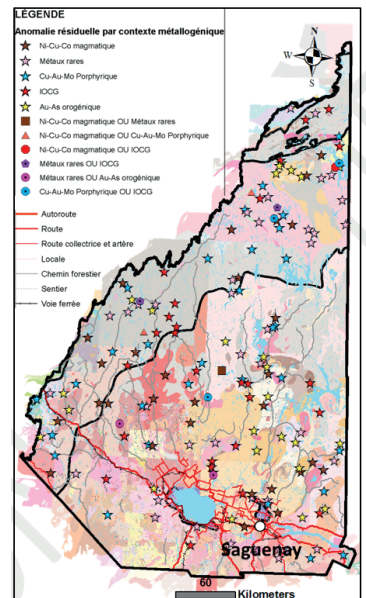 LÉGENDE
Anomalie résiduelle par contexte métallogénique
Ni-Cu-Co magmatique
Métaux rares
Cu-Au-Mo Porphyrique
IOCG
Au-As orogénique
Ni-Cu-Co magmatique OU Métaux rares
Ni-Cu-Co magmatique OU Cu-Au-Mo Porphyrique
Ni-Cu-Co magmatique OU IOCG
Métaux rares OU IOCG
Métaux rares OU Au-As orogénique
Cu-Au-Mo Porphyrique OU IOCG
Autoroute
Route
Route collectrice et artère
Locale
Chemin forestier
Sentier
Voie ferrée
N
W
E
S
Saguenay
60
Kilometers